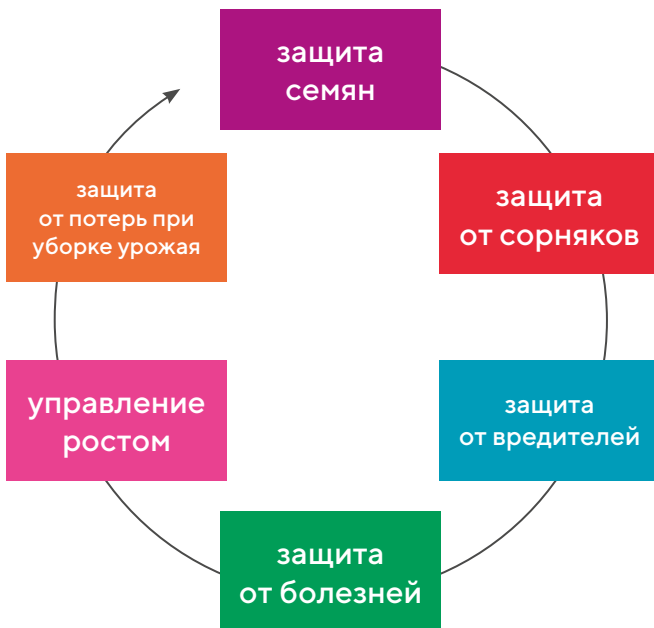 защита
семян
защита
от сорняков
защита
от вредителей
защита
от болезней
управление
ростом
защита
от потерь при
уборке урожая